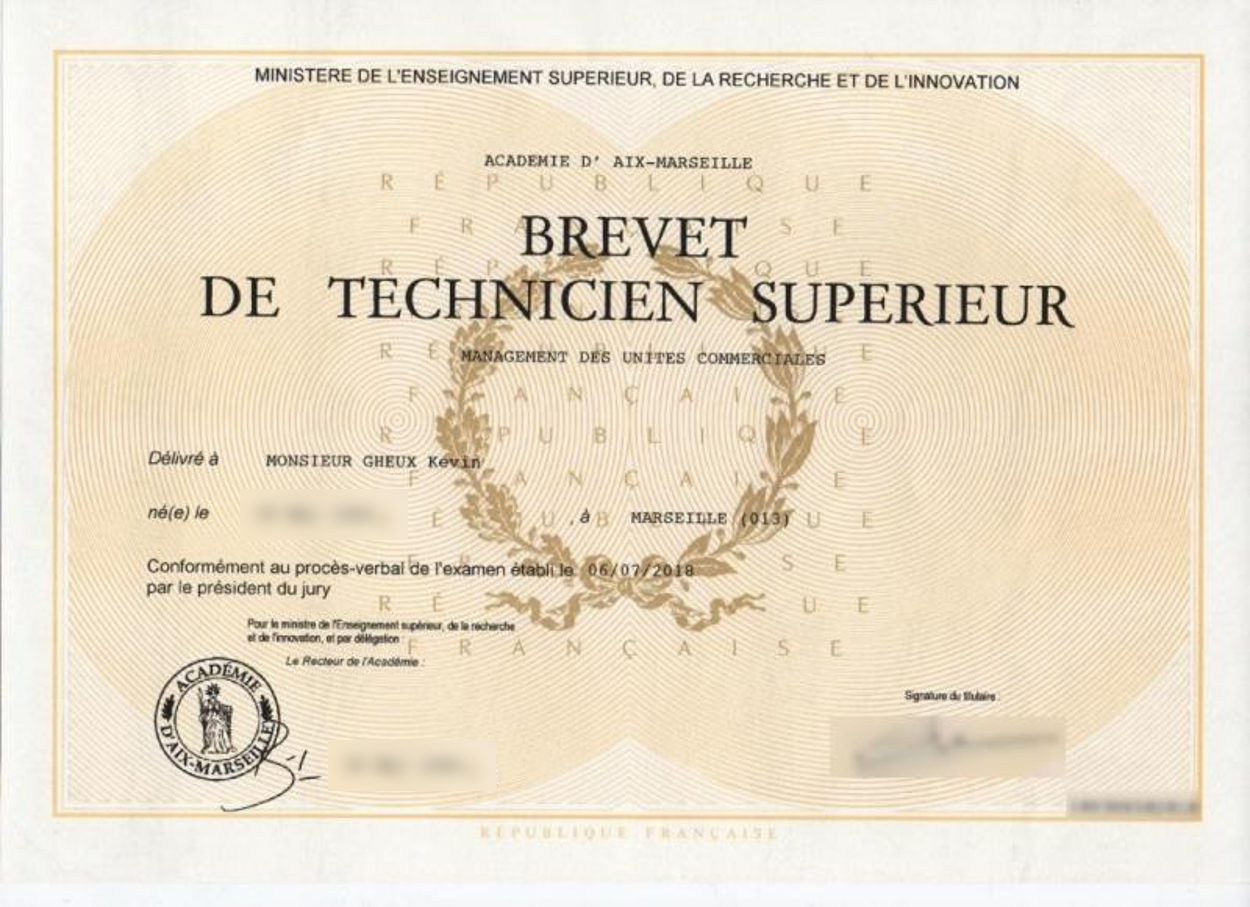 MINISTERE DE L'ENSEIGNEMENT SUPERIEUR, DE LA RECHERCHE ET DE L'INNOVATION
ACADEMIE D' AIX-MARSEILLE
BREVET
DE TECHNICIEN SUPERIEUR
MANAGEMENT DES UNITES COMMERCIALES
Délivré à MONSIEUR GHEUX Kévin
né(e) le , à MARSEILLE (013)
Conformément au procès-verbal de l'examen établi le 06/07/2018
par le président du jury
Pour le ministre de l'Enseignement supérieur, de la recherche
et de l'innovation, et par délégation
Le Recteur de l'Académie :
ACADÉMIE
D'AIX-MARSEILLE
Signature du titulaire :
RÉPUBLIQUE FRANÇAISE